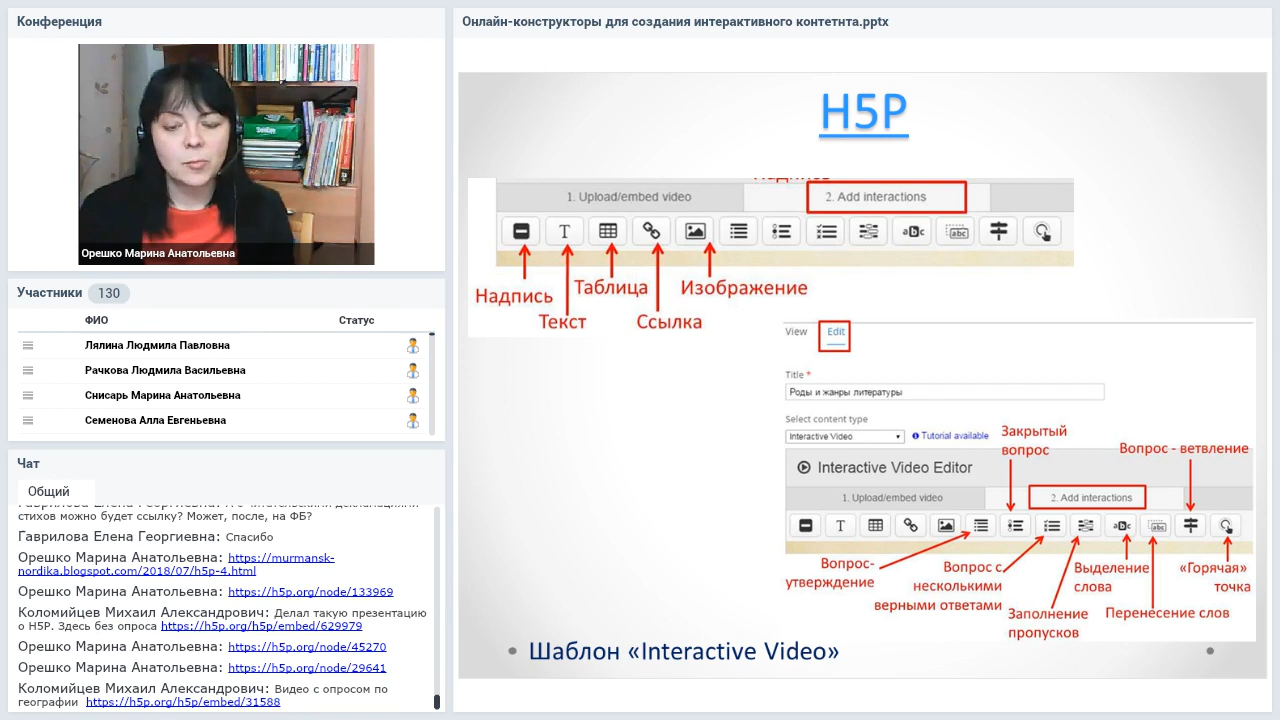 Конференция
Орешко Марина Анатольевна
Участники 130
ФИО Статус
Лялина Людмила Павловна
Рачкова Людмила Васильевна
Снисарь Марина Анатольевна
Семенова Алла Евгеньевна
Чат
Общий
стихов можно будет ссылку? Может, после, на ФБ?
Гаврилова Елена Георгиевна: Спасибо
Орешко Марина Анатольевна: https://murmansk-
nordika.blogspot.com/2018/07/h5p-4.html
Орешко Марина Анатольевна: https://h5p.org/node/133969
Коломийцев Михаил Александрович: Делал такую презентацию
о H5P. Здесь без опроса https://h5p.org/h5p/embed/629979
Орешко Марина Анатольевна: https://h5p.org/node/45270
Орешко Марина Анатольевна: https://h5p.org/node/29641
Коломийцев Михаил Александрович: Видео с опросом по
географии https://h5p.org/h5p/embed/31588
Онлайн-конструкторы для создания интерактивного контетнта.pptx
H5P
1. Upload/embed video 2. Add interactions
T abc abc
Надпись Таблица Изображение
Текст Ссылка
View Edit
Title *
Роды и жанры литературы
Select content type
Interactive Video Tutorial available
Закрытый
вопрос
Вопрос - ветвление
Interactive Video Editor
1. Upload/embed video 2. Add interactions
T abc abc
Вопрос-
утверждение
Вопрос с
несколькими
верными ответами
Выделение
слова
«Горячая»
точка
Заполнение
пропусков
Перенесение слов
• Шаблон «Interactive Video»